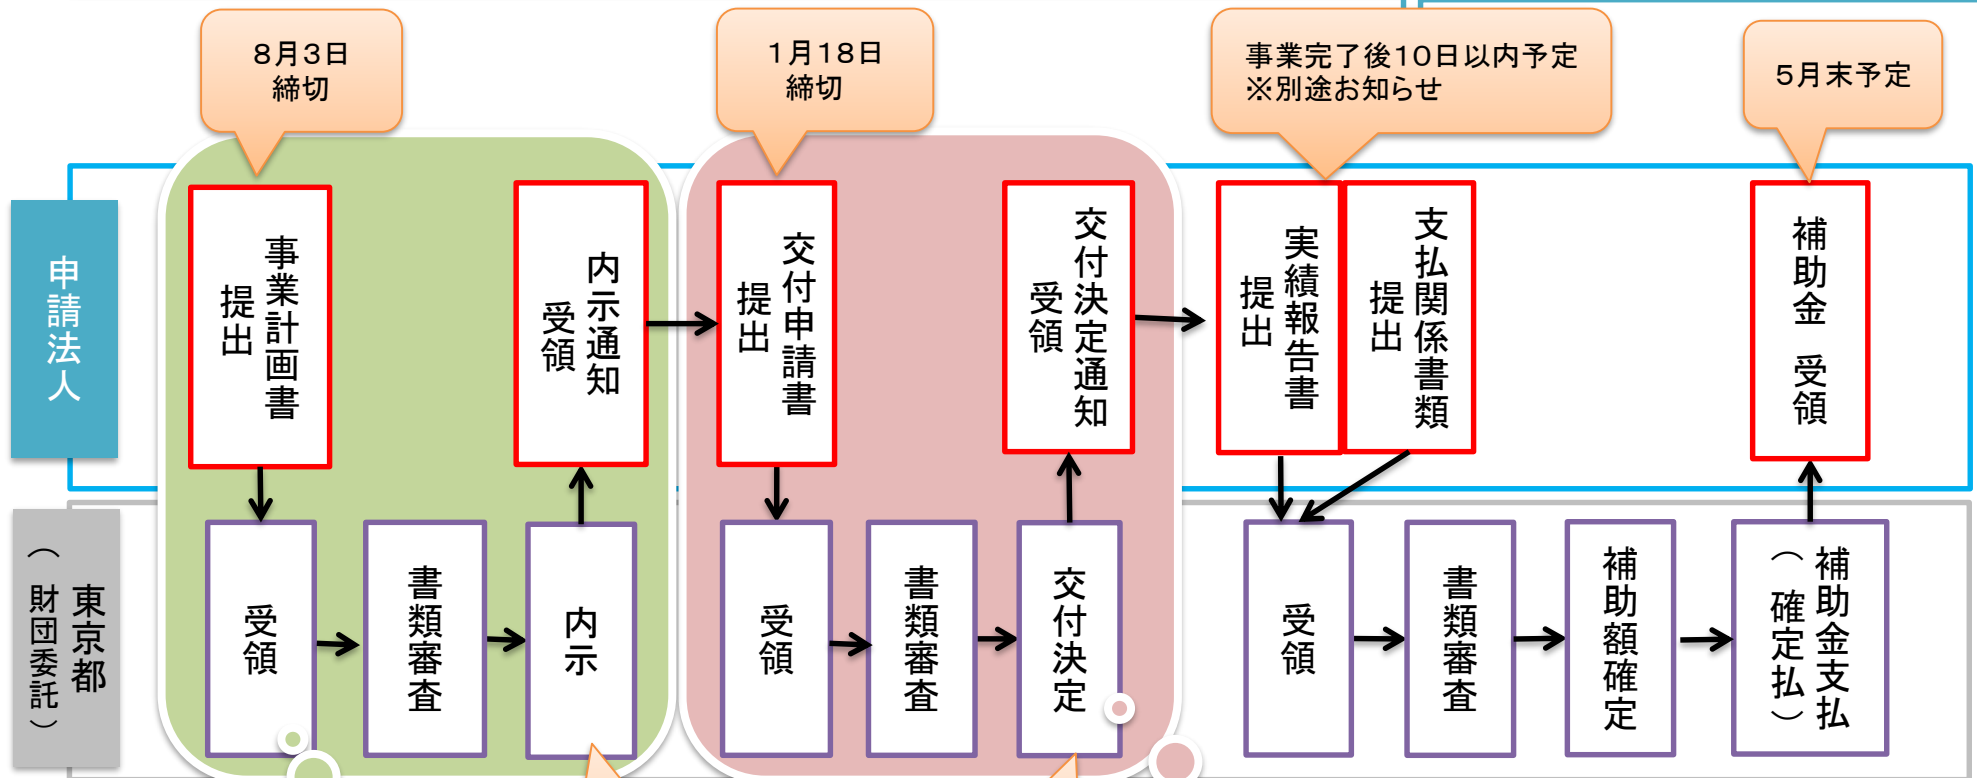 8月3日
締切
1月18日
締切
事業完了後10日以内予定
※別途お知らせ
5月末予定
申請法人
事業計画書
提出
内示通知
受領
交付申請書
提出
交付決定通知
受領
実績報告書
提出
支払関係書類
提出
補助金 受領
東京都
（財団委託）
受領
書類審査
内示
受領
書類審査
交付決定
受領
書類審査
補助額確定
補助金支払
（確定払）